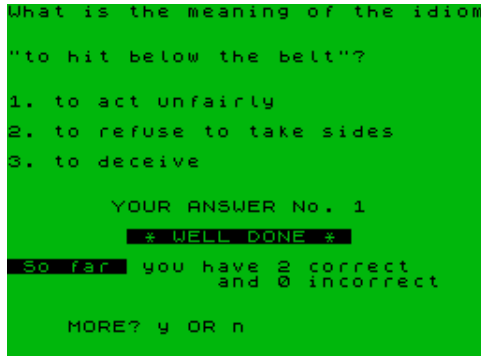 What is the meaning of the idiom
"to hit below the belt"?
1. to act unfairly
2. to refuse to take sides
3. to deceive
YOUR ANSWER No. 1
* WELL DONE *
So far you have 2 correct
and 0 incorrect
MORE? y OR n